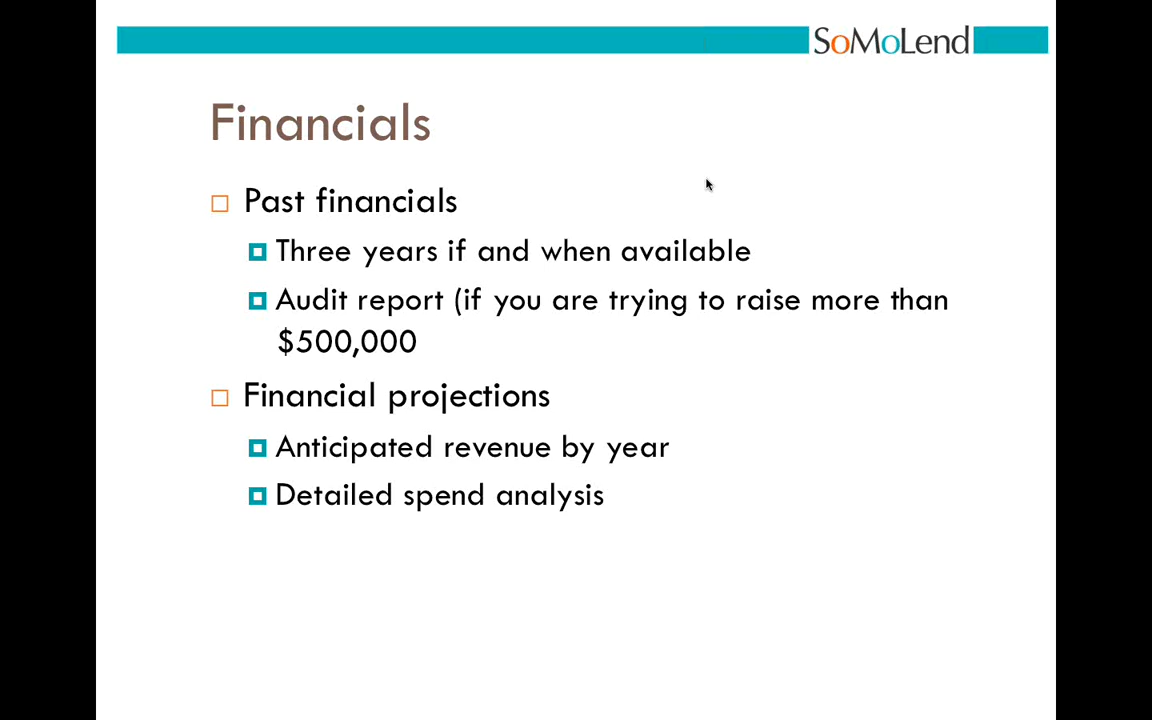 SoMoLend
Financials
Past financials
Three years if and when available
Audit report (if you are trying to raise more than
$500,000
Financial projections
Anticipated revenue by year
Detailed spend analysis